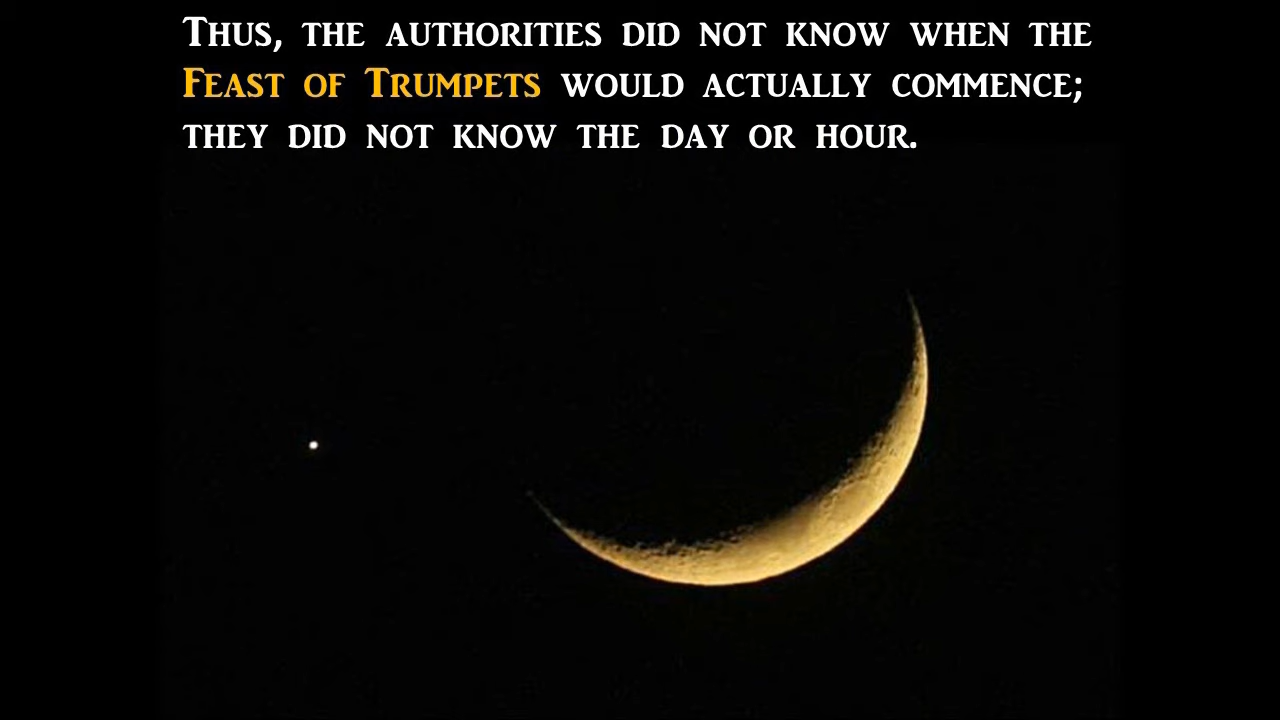 Thus, the authorities did not know when the
Feast of Trumpets would actually commence;
they did not know the day or hour.